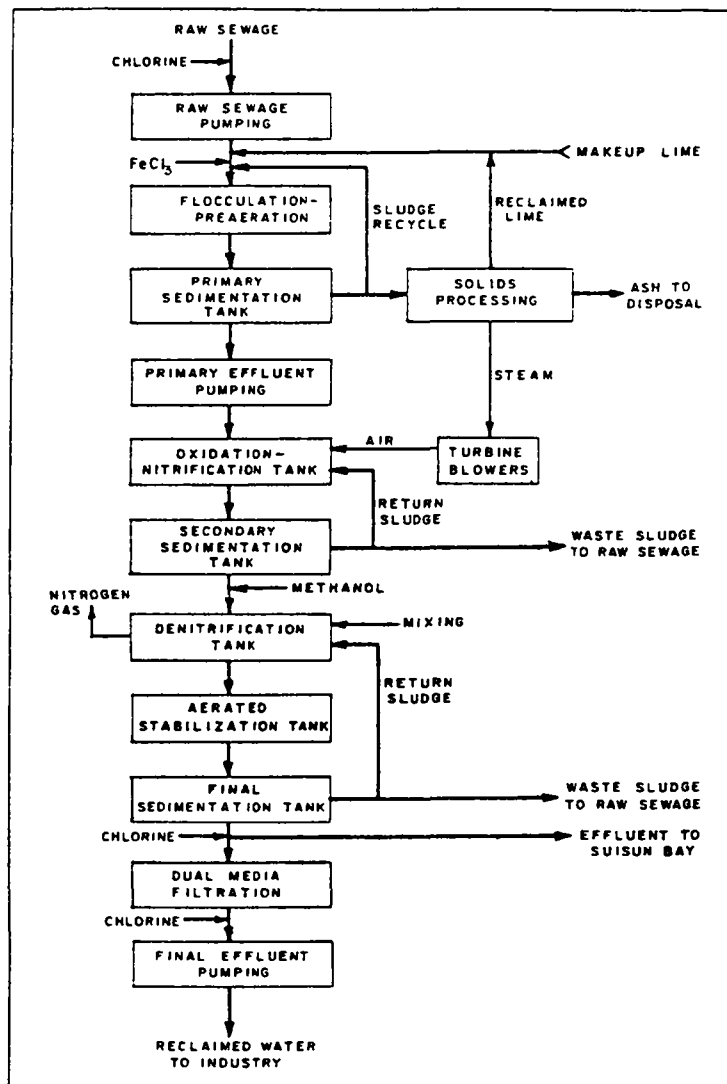 RAW SEWAGE
CHLORINE
RAW SEWAGE
PUMPING
MAKEUP LIME
FeCl3
FLOCCULATION-
PREAERATION
SLUDGE
RECYCLE
RECLAIMED
LIME
PRIMARY
SEDIMENTATION
TANK
SOLIDS
PROCESSING
ASH TO
DISPOSAL
PRIMARY EFFLUENT
PUMPING
STEAM
OXIDATION-
NITRIFICATION TANK
AIR
TURBINE
BLOWERS
RETURN
SLUDGE
SECONDARY
SEDIMENTATION
TANK
WASTE SLUDGE
TO RAW SEWAGE
METHANOL
NITROGEN
GAS
DENITRIFICATION
TANK
MIXING
RETURN
SLUDGE
AERATED
STABILIZATION TANK
FINAL
SEDIMENTATION TANK
WASTE SLUDGE
TO RAW SEWAGE
CHLORINE
EFFLUENT TO
SUISUN BAY
DUAL MEDIA
FILTRATION
CHLORINE
FINAL EFFLUENT
PUMPING
RECLAIMED WATER
TO INDUSTRY